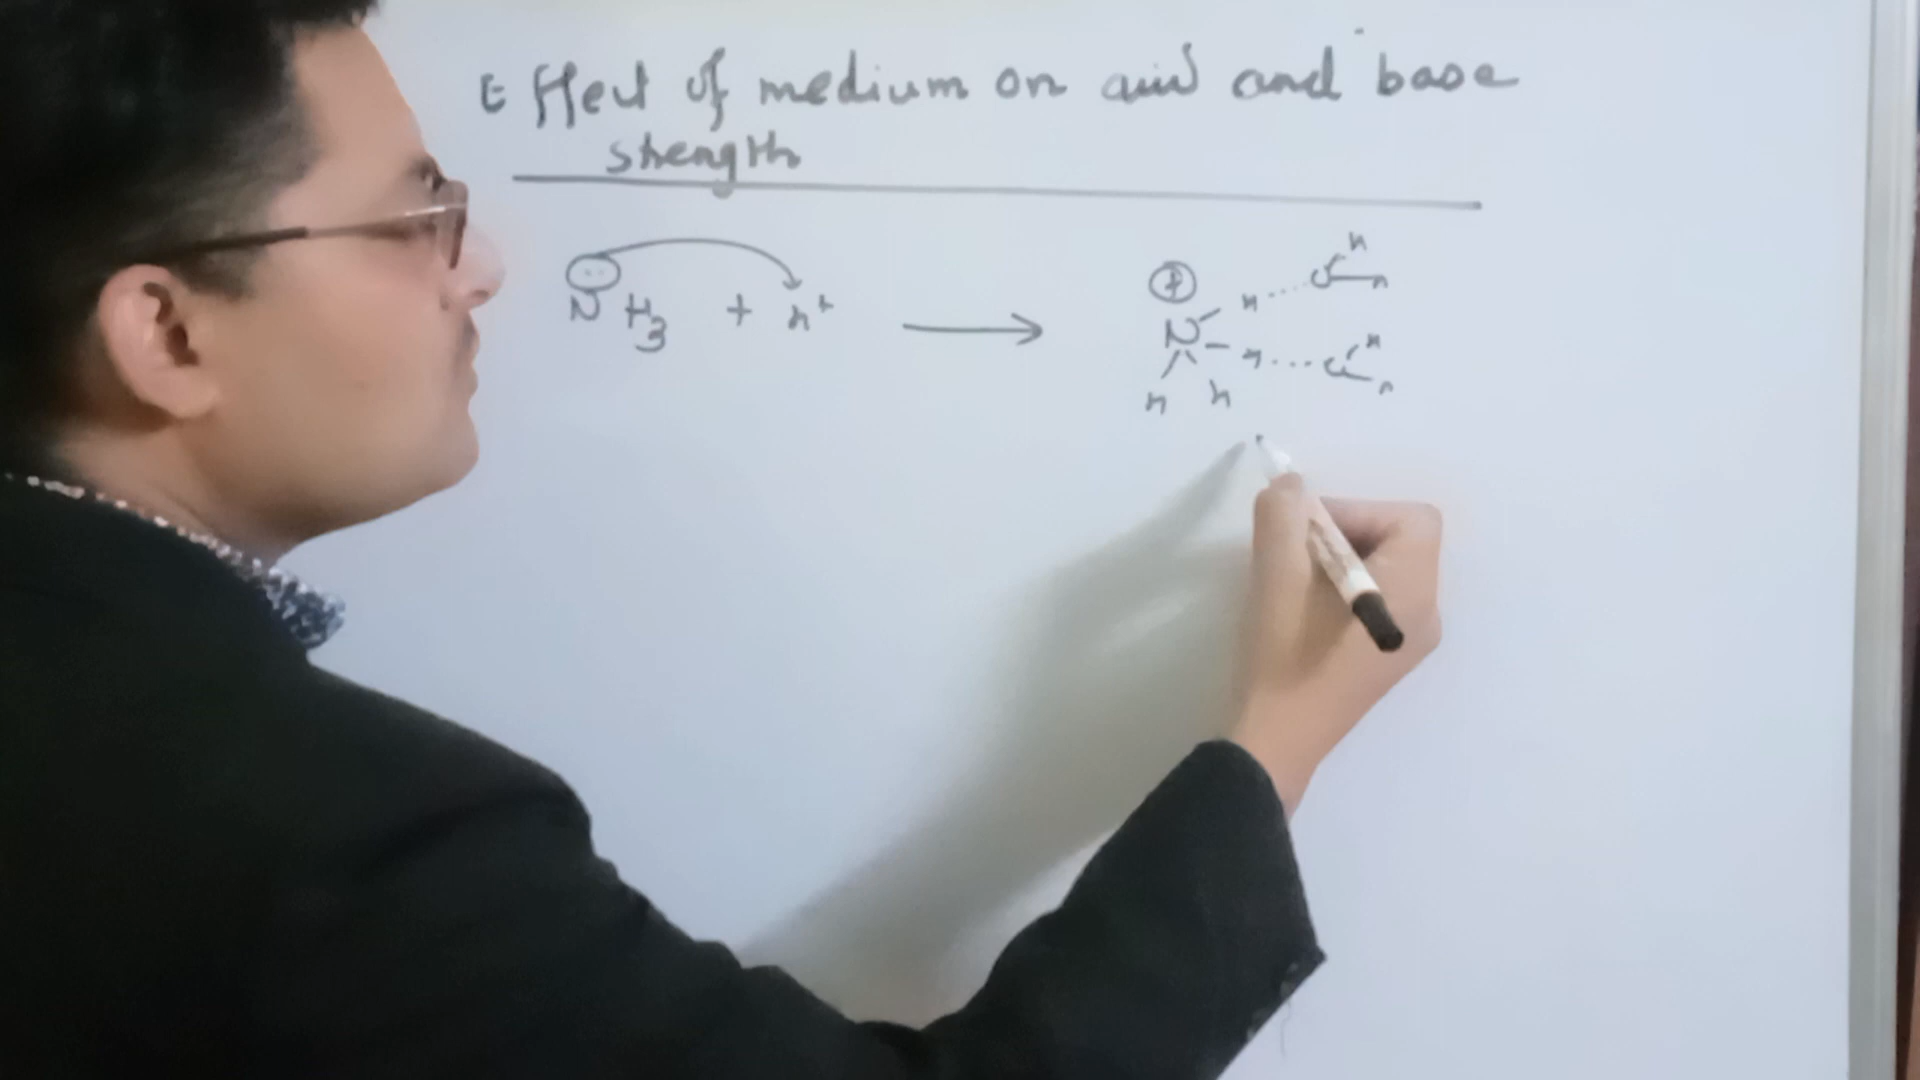 Effect of medium on acid and base
strength
NH3 + H+ → ⊕
N H O H H
H O H H
H H